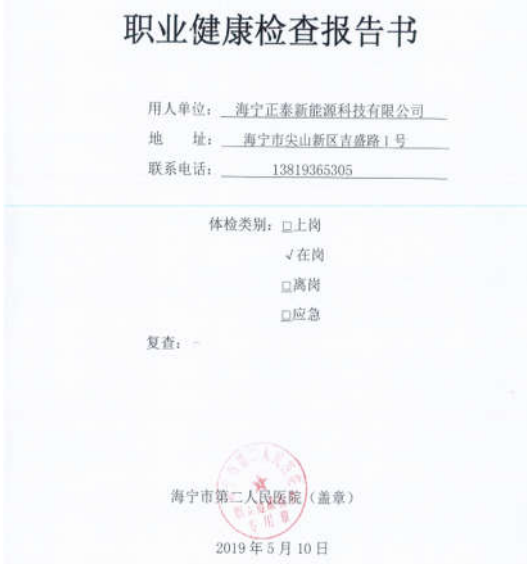 职业健康检查报告书
用人单位：海宁正泰新能源科技有限公司
地 址：海宁市尖山新区吉盛路1号
联系电话：13819365305
体检类别：□上岗
√在岗
□离岗
□应急
复查：
海宁市第二人民医院（盖章）
2019年5月10日